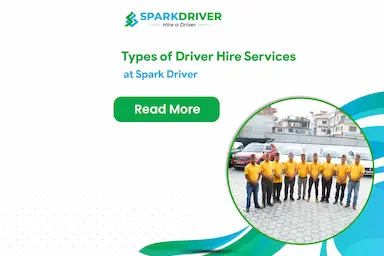 SPARKDRIVER
Hire a Driver
Types of Driver Hire Services
at Spark Driver
Read More